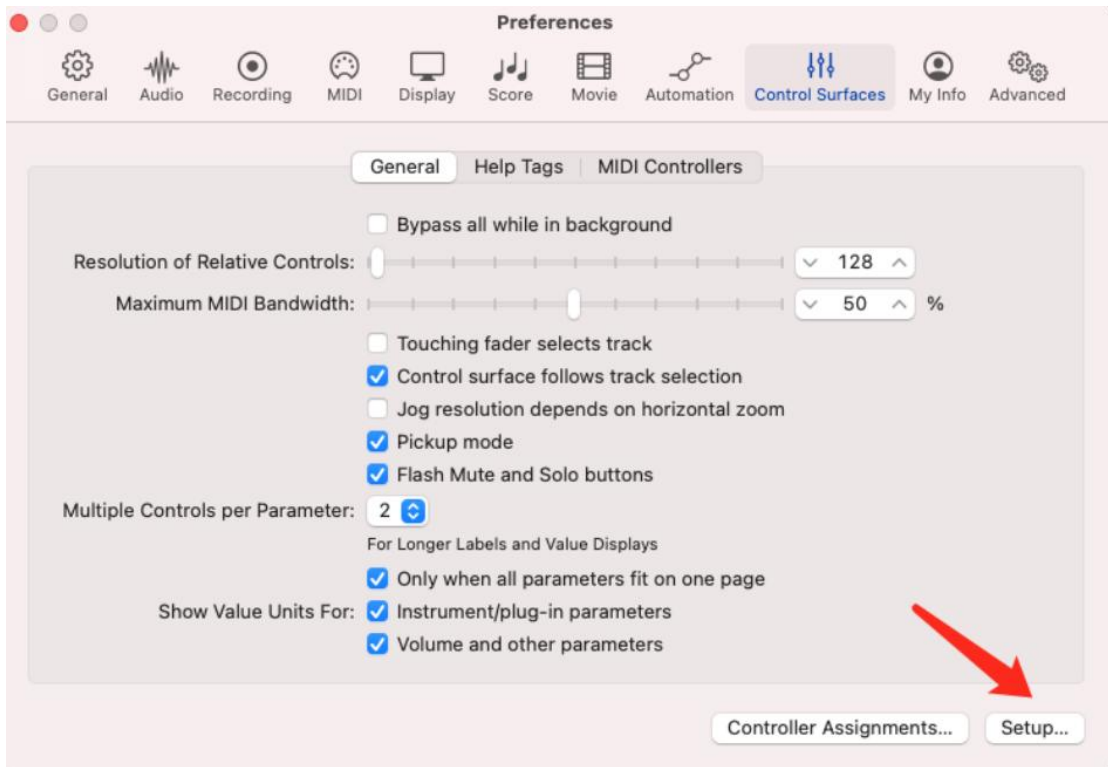 Preferences
General Audio Recording MIDI Display Score Movie Automation Control Surfaces My Info Advanced
General Help Tags MIDI Controllers
Bypass all while in background
Resolution of Relative Controls: 128
Maximum MIDI Bandwidth: 50 %
Touching fader selects track
Control surface follows track selection
Jog resolution depends on horizontal zoom
Pickup mode
Flash Mute and Solo buttons
Multiple Controls per Parameter: 2
For Longer Labels and Value Displays
Only when all parameters fit on one page
Show Value Units For: Instrument/plug-in parameters
Volume and other parameters
Controller Assignments... Setup...